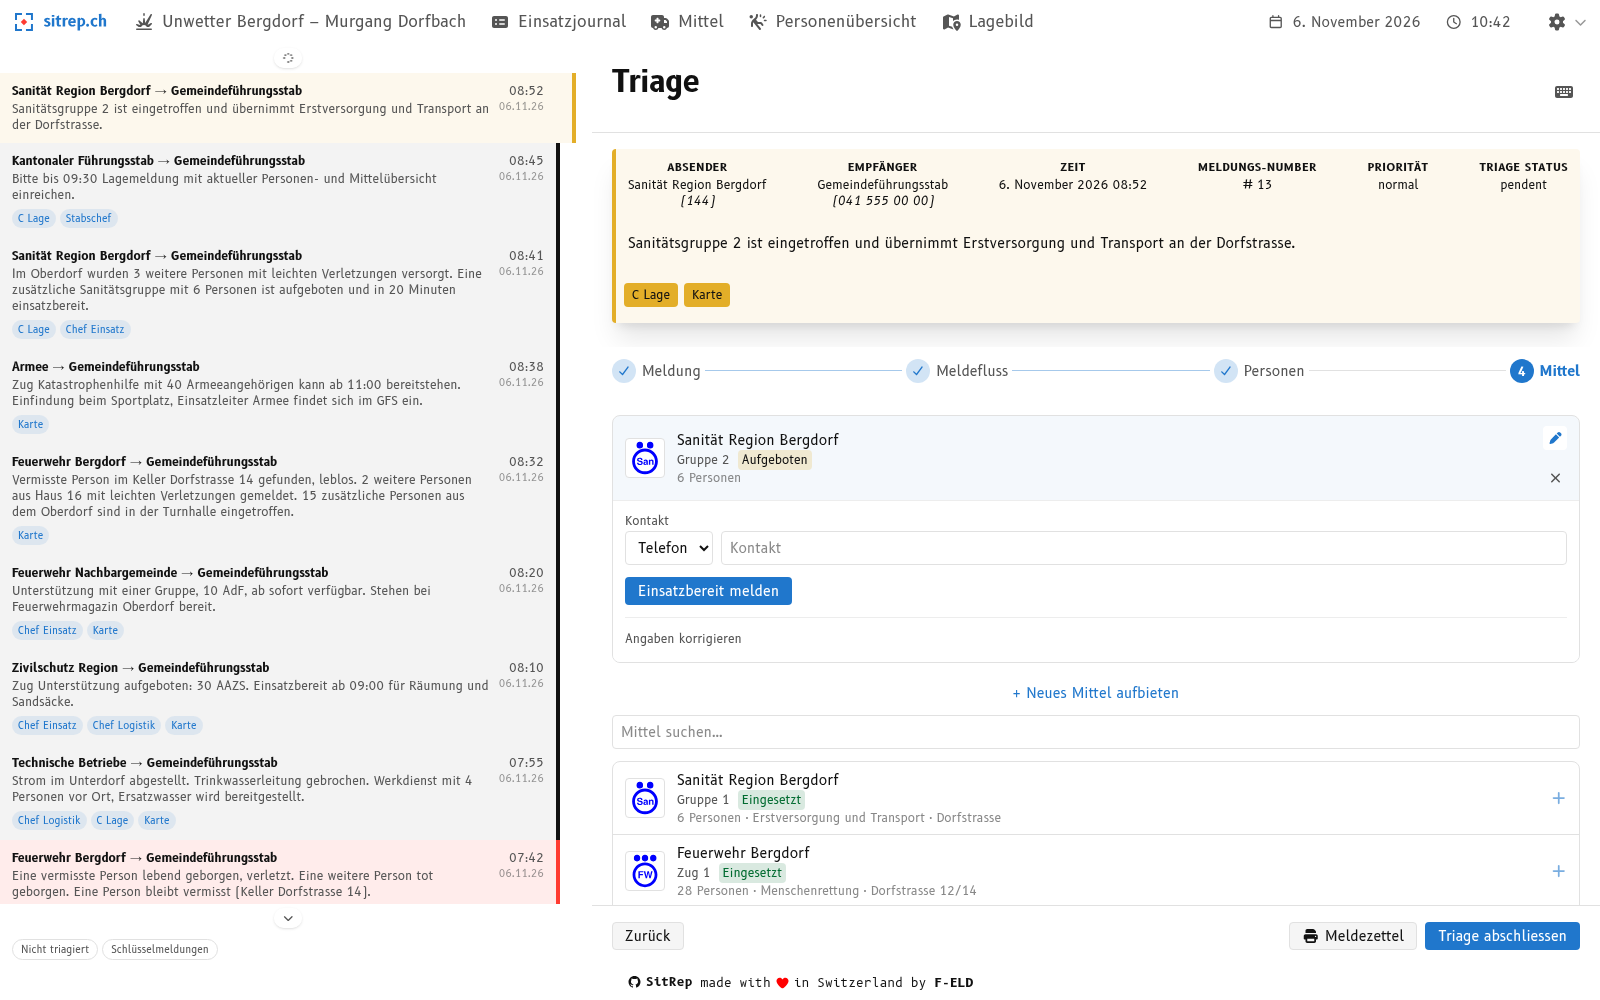 sitrep.ch
Unwetter Bergdorf – Murgang Dorfbach
Einsatzjournal
Mittel
Personenübersicht
Lagebild
6. November 2026
10:42
Sanität Region Bergdorf → Gemeindeführungsstab
08:52
Sanitätsgruppe 2 ist eingetroffen und übernimmt Erstversorgung und Transport an
06.11.26
der Dorfstrasse.
Kantonaler Führungsstab → Gemeindeführungsstab
08:45
Bitte bis 09:30 Lagemeldung mit aktueller Personen- und Mittelübersicht
06.11.26
einreichen.
C Lage
Stabschef
Sanität Region Bergdorf → Gemeindeführungsstab
08:41
Im Oberdorf wurden 3 weitere Personen mit leichten Verletzungen versorgt. Eine
06.11.26
zusätzliche Sanitätsgruppe mit 6 Personen ist aufgeboten und in 20 Minuten
einsatzbereit.
C Lage
Chef Einsatz
Armee → Gemeindeführungsstab
08:38
Zug Katastrophenhilfe mit 40 Armeeangehörigen kann ab 11:00 bereitstehen.
06.11.26
Einfindung beim Sportplatz, Einsatzleiter Armee findet sich im GFS ein.
Karte
Feuerwehr Bergdorf → Gemeindeführungsstab
08:32
Vermisste Person im Keller Dorfstrasse 14 gefunden, leblos. 2 weitere Personen
06.11.26
aus Haus 16 mit leichten Verletzungen gemeldet. 15 zusätzliche Personen aus
dem Oberdorf sind in der Turnhalle eingetroffen.
Karte
Feuerwehr Nachbargemeinde → Gemeindeführungsstab
08:20
Unterstützung mit einer Gruppe, 10 AdF, ab sofort verfügbar. Stehen bei
06.11.26
Feuerwehrmagazin Oberdorf bereit.
Chef Einsatz
Karte
Zivilschutz Region → Gemeindeführungsstab
08:10
Zug Unterstützung aufgeboten: 30 AAZS. Einsatzbereit ab 09:00 für Räumung und
06.11.26
Sandsäcke.
Chef Einsatz
Chef Logistik
Karte
Technische Betriebe → Gemeindeführungsstab
07:55
Strom im Unterdorf abgestellt. Trinkwasserleitung gebrochen. Werkdienst mit 4
06.11.26
Personen vor Ort, Ersatzwasser wird bereitgestellt.
Chef Logistik
C Lage
Karte
Feuerwehr Bergdorf → Gemeindeführungsstab
07:42
Eine vermisste Person lebend geborgen, verletzt. Eine weitere Person tot
06.11.26
geborgen. Eine Person bleibt vermisst (Keller Dorfstrasse 14).
Nicht triagiert
Schlüsselmeldungen
Triage
ABSENDER
Sanität Region Bergdorf
(144)
EMPFÄNGER
Gemeindeführungsstab
(041 555 00 00)
ZEIT
6. November 2026 08:52
MELDUNGS-NUMBER
# 13
PRIORITÄT
normal
TRIAGE STATUS
pendent
Sanitätsgruppe 2 ist eingetroffen und übernimmt Erstversorgung und Transport an der Dorfstrasse.
C Lage
Karte
Meldung
Meldefluss
Personen
4 Mittel
San
Sanität Region Bergdorf
Gruppe 2 Aufgeboten
6 Personen
Kontakt
Telefon
Kontakt
Einsatzbereit melden
Angaben korrigieren
+ Neues Mittel aufbieten
Mittel suchen...
San
Sanität Region Bergdorf
Gruppe 1 Eingesetzt
6 Personen · Erstversorgung und Transport · Dorfstrasse
FW
Feuerwehr Bergdorf
Zug 1 Eingesetzt
28 Personen · Menschenrettung · Dorfstrasse 12/14
Zurück
Meldezettel
Triage abschliessen
SitRep made with ❤ in Switzerland by F-ELD